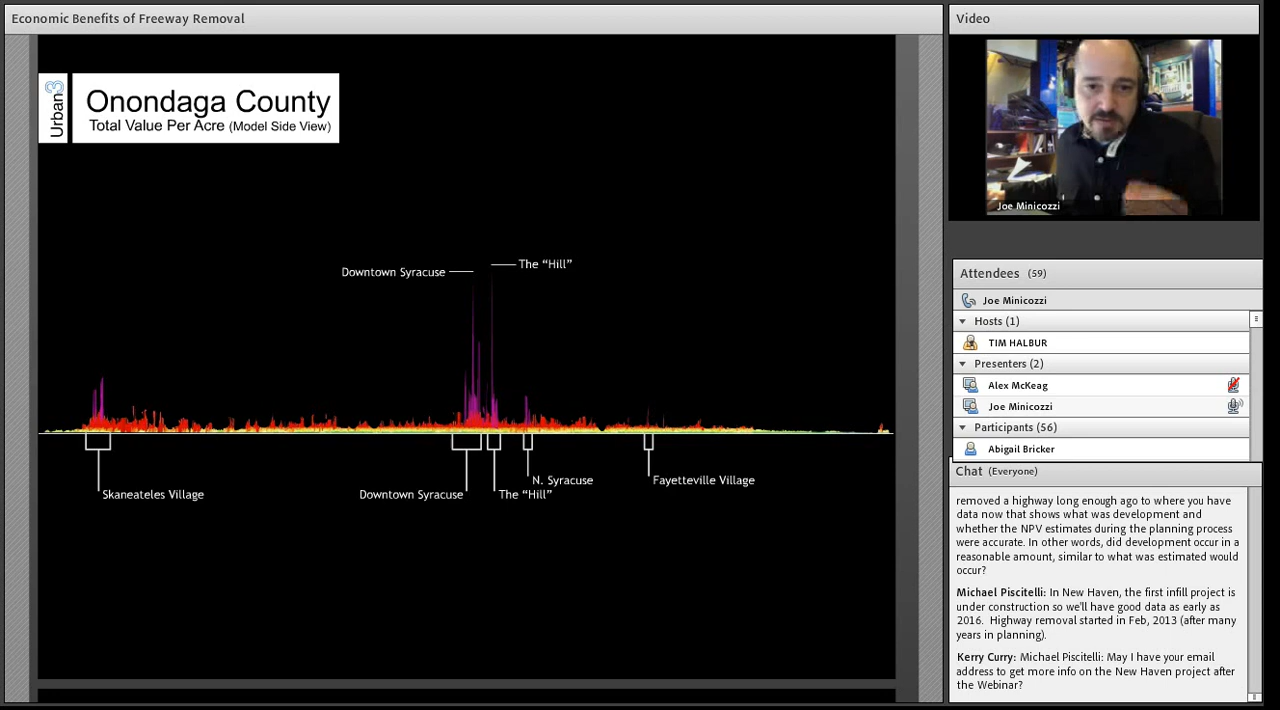 Economic Benefits of Freeway Removal
Urban3
Onondaga County
Total Value Per Acre (Model Side View)
Downtown Syracuse
The “Hill”
Skaneateles Village
Downtown Syracuse
The “Hill”
N. Syracuse
Fayetteville Village
Video
Joe Minicozzi
Attendees (59)
Joe Minicozzi
Hosts (1)
TIM HALBUR
Presenters (2)
Alex McKeag
Joe Minicozzi
Participants (56)
Abigail Bricker
Chat (Everyone)
removed a highway long enough ago to where you have
data now that shows what was development and
whether the NPV estimates during the planning process
were accurate. In other words, did development occur in a
reasonable amount, similar to what was estimated would
occur?
Michael Piscitelli: In New Haven, the first infill project is
under construction so we'll have good data as early as
2016. Highway removal started in Feb, 2013 (after many
years in planning).
Kerry Curry: Michael Piscitelli: May I have your email
address to get more info on the New Haven project after
the Webinar?